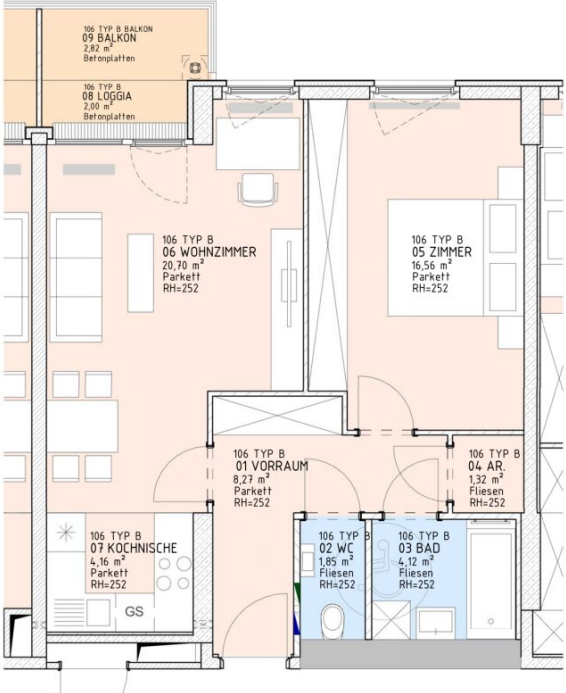 106 TYP B BALKON
09 BALKON
2,82 m²
Betonplatten
106 TYP B
08 LOGGIA
2,00 m²
Betonplatten
106 TYP B
06 WOHNZIMMER
20,70 m²
Parkett
RH=252
106 TYP B
05 ZIMMER
16,56 m²
Parkett
RH=252
106 TYP B
01 VORRAUM
8,27 m²
Parkett
RH=252
106 TYP B
04 AR.
1,32 m²
Fliesen
RH=252
106 TYP B
07 KOCHNISCHE
4,16 m²
Parkett
RH=252
GS
106 TYP B
02 WC
1,85 m²
Fliesen
RH=252
106 TYP B
03 BAD
4,12 m²
Fliesen
RH=252